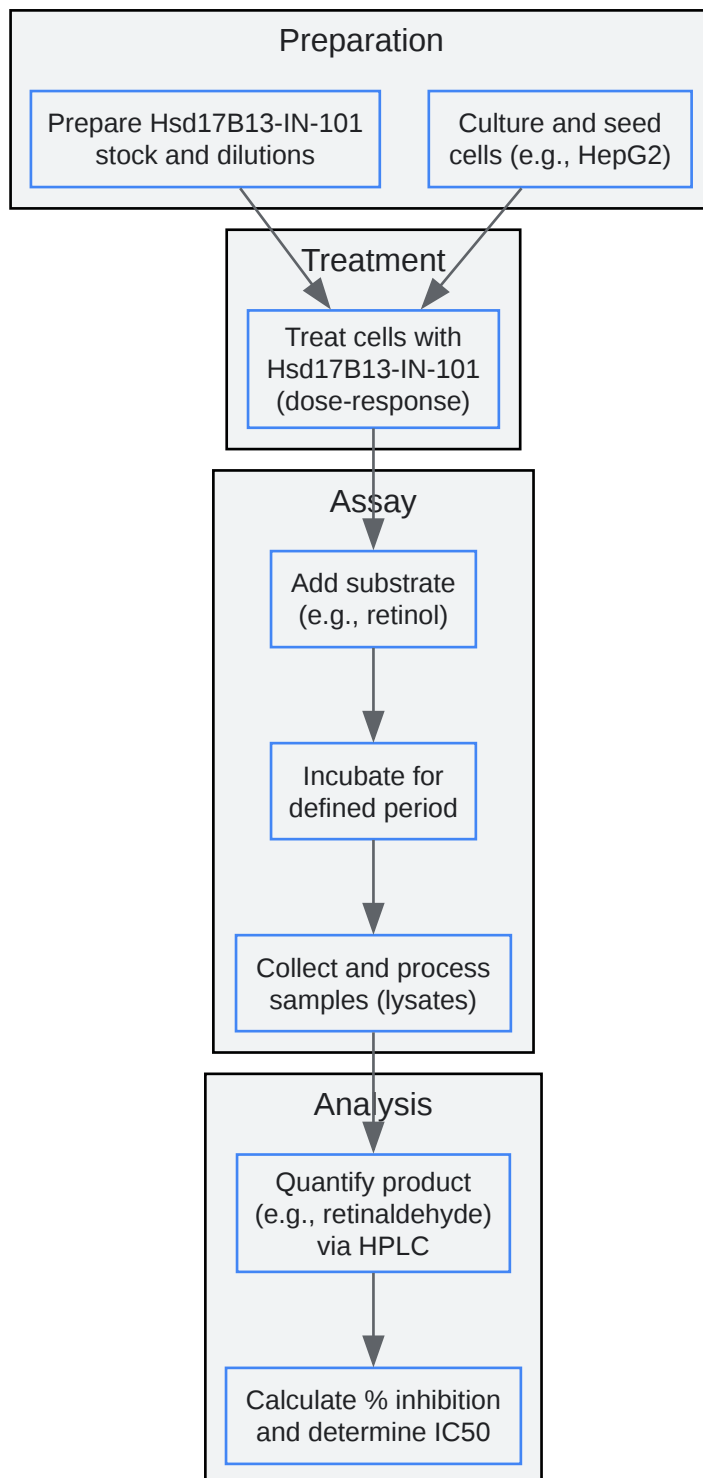 Preparation
Prepare Hsd17B13-IN-101
stock and dilutions
Culture and seed
cells (e.g., HepG2)
Treatment
Treat cells with
Hsd17B13-IN-101
(dose-response)
Assay
Add substrate
(e.g., retinol)
Incubate for
defined period
Collect and process
samples (lysates)
Analysis
Quantify product
(e.g., retinaldehyde)
via HPLC
Calculate % inhibition
and determine IC50